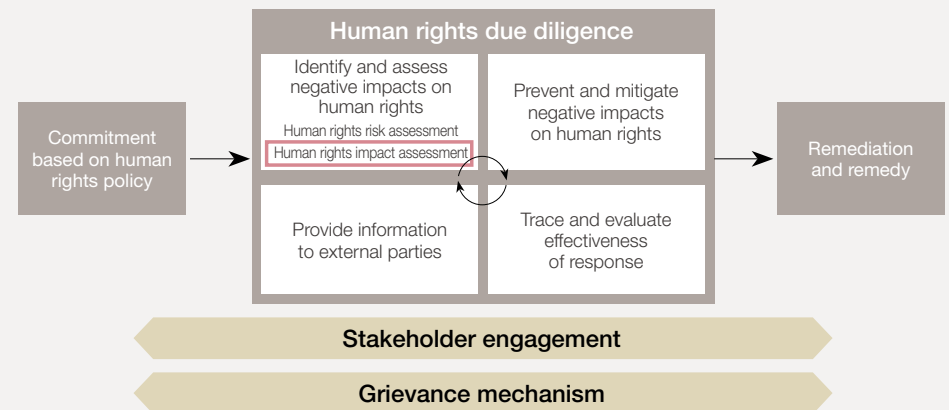 Human rights due diligence
Commitment
based on human
rights policy
Identify and assess
negative impacts on
human rights
Human rights risk assessment
Human rights impact assessment
Prevent and mitigate
negative impacts
on human rights
Provide information
to external parties
Trace and evaluate
effectiveness
of response
Remediation
and remedy
Stakeholder engagement
Grievance mechanism